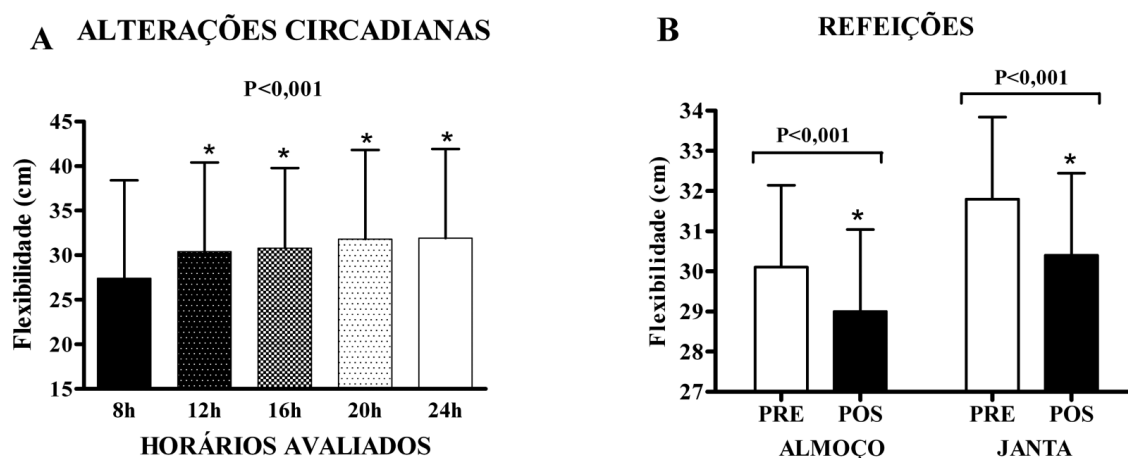 A ALTERAÇÕES CIRCADIANAS
P<0,001
Flexibilidade (cm)
45
40
35
30
25
20
15
*
*
*
*
8h 12h 16h 20h 24h
HORÁRIOS AVALIADOS
B REFEIÇÕES
P<0,001
P<0,001
Flexibilidade (cm)
34
33
32
31
30
29
28
27
*
*
PRE POS PRE POS
ALMOÇO JANTA